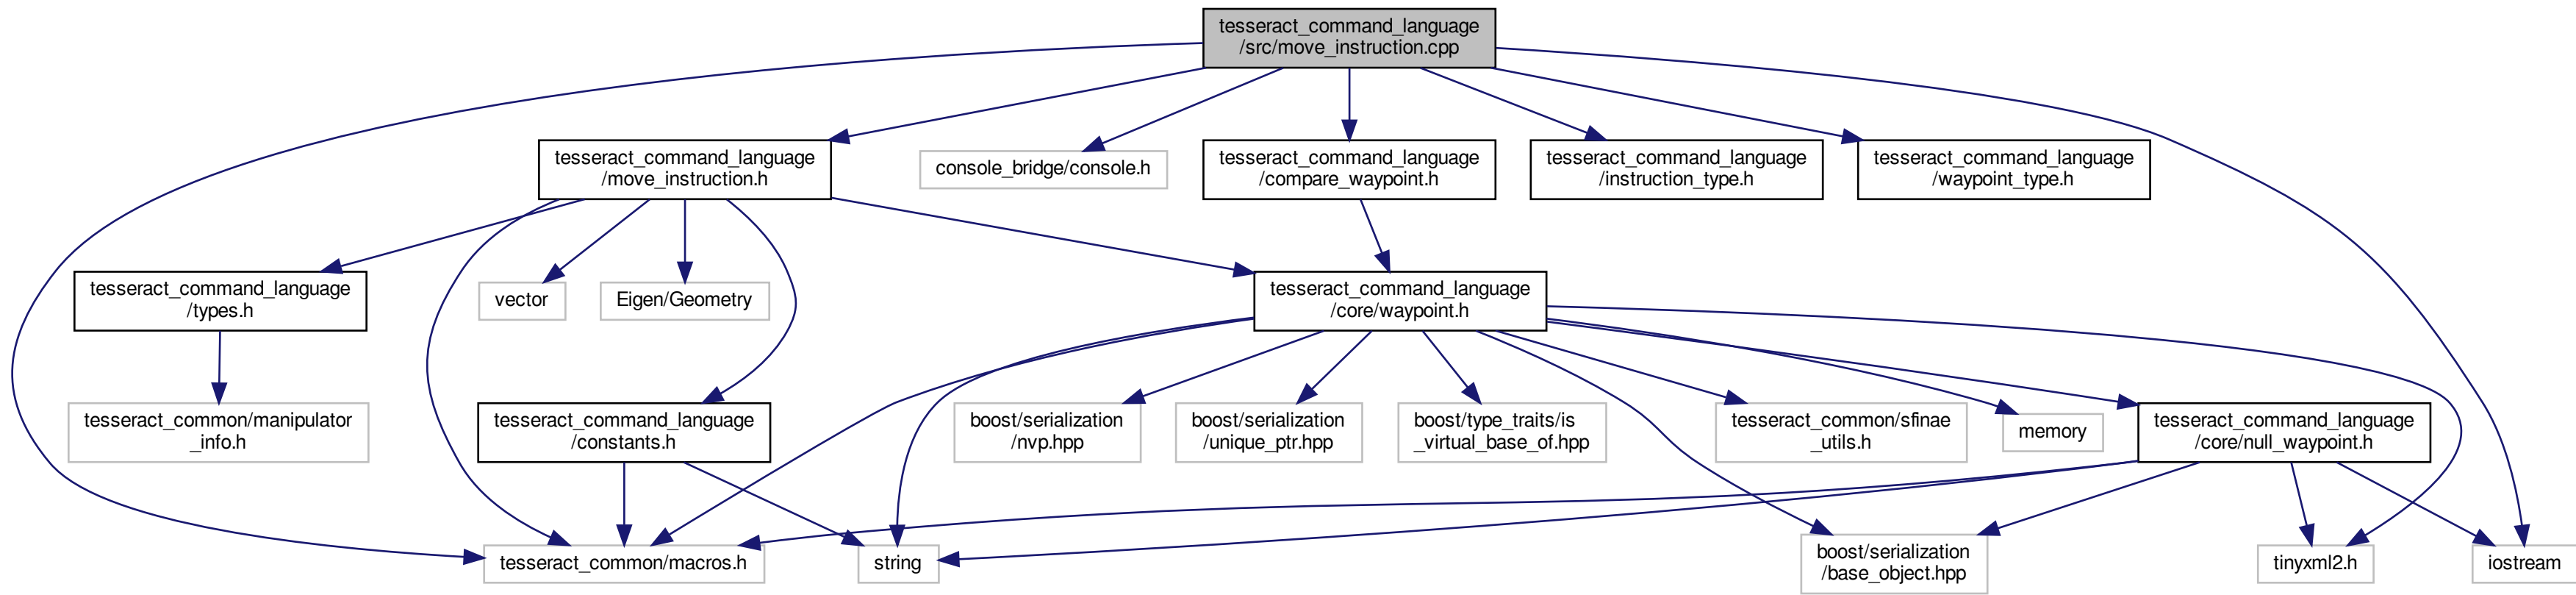 tesseract_command_language
/src/move_instruction.cpp
tesseract_command_language
/move_instruction.h
console_bridge/console.h
tesseract_command_language
/compare_waypoint.h
tesseract_command_language
/instruction_type.h
tesseract_command_language
/waypoint_type.h
tesseract_command_language
/types.h
vector
Eigen/Geometry
tesseract_command_language
/core/waypoint.h
tesseract_common/manipulator
_info.h
tesseract_command_language
/constants.h
boost/serialization
/nvp.hpp
boost/serialization
/unique_ptr.hpp
boost/type_traits/is
_virtual_base_of.hpp
tesseract_common/sfinae
_utils.h
memory
tesseract_command_language
/core/null_waypoint.h
tesseract_common/macros.h
string
boost/serialization
/base_object.hpp
tinyxml2.h
iostream